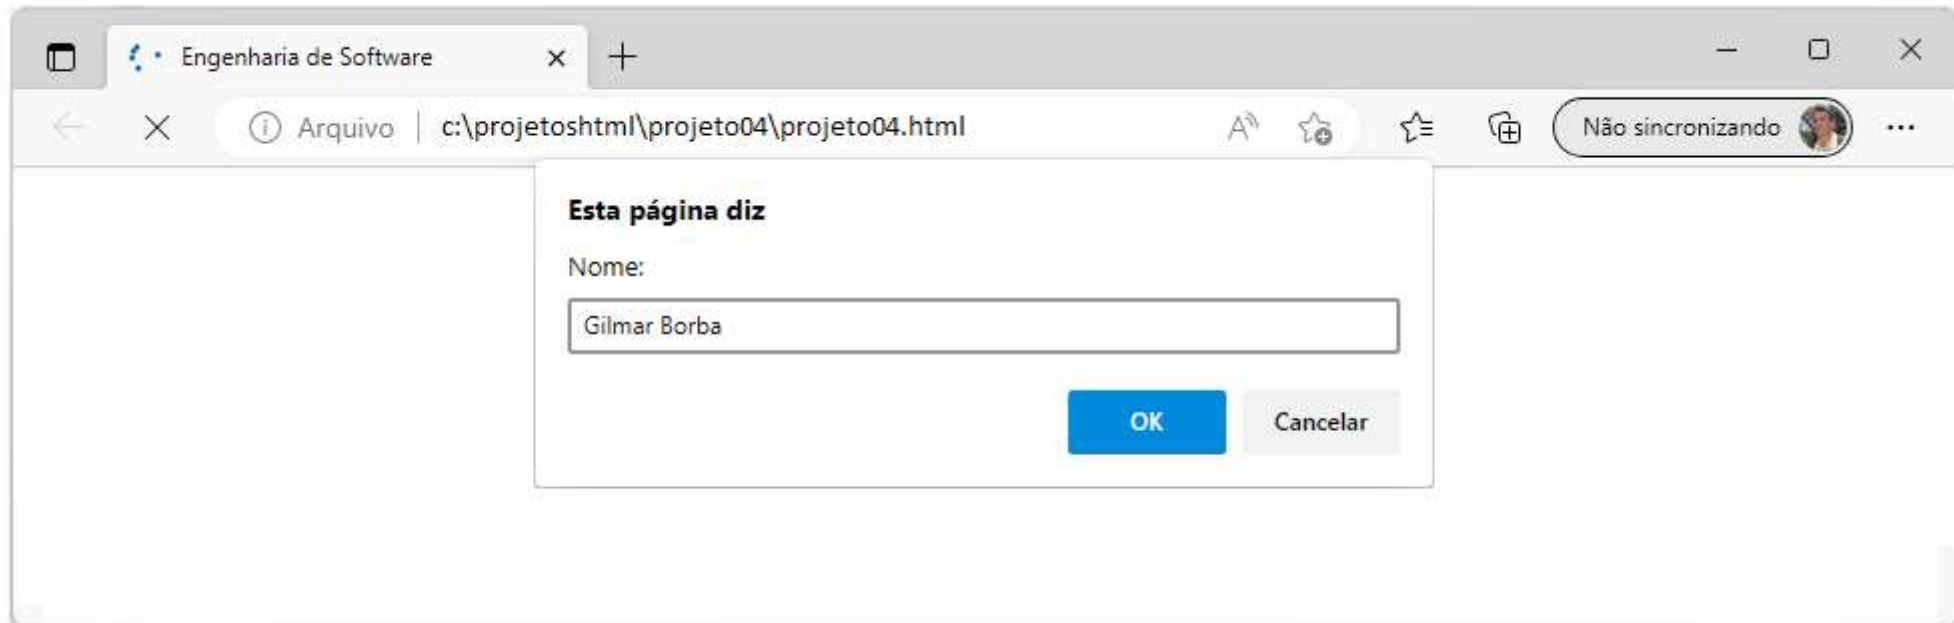 Engenharia de Software
Arquivo | c:\projetoshtml\projeto04\projeto04.html
Não sincronizando
Esta página diz
Nome:
Gilmar Borba
OK Cancelar